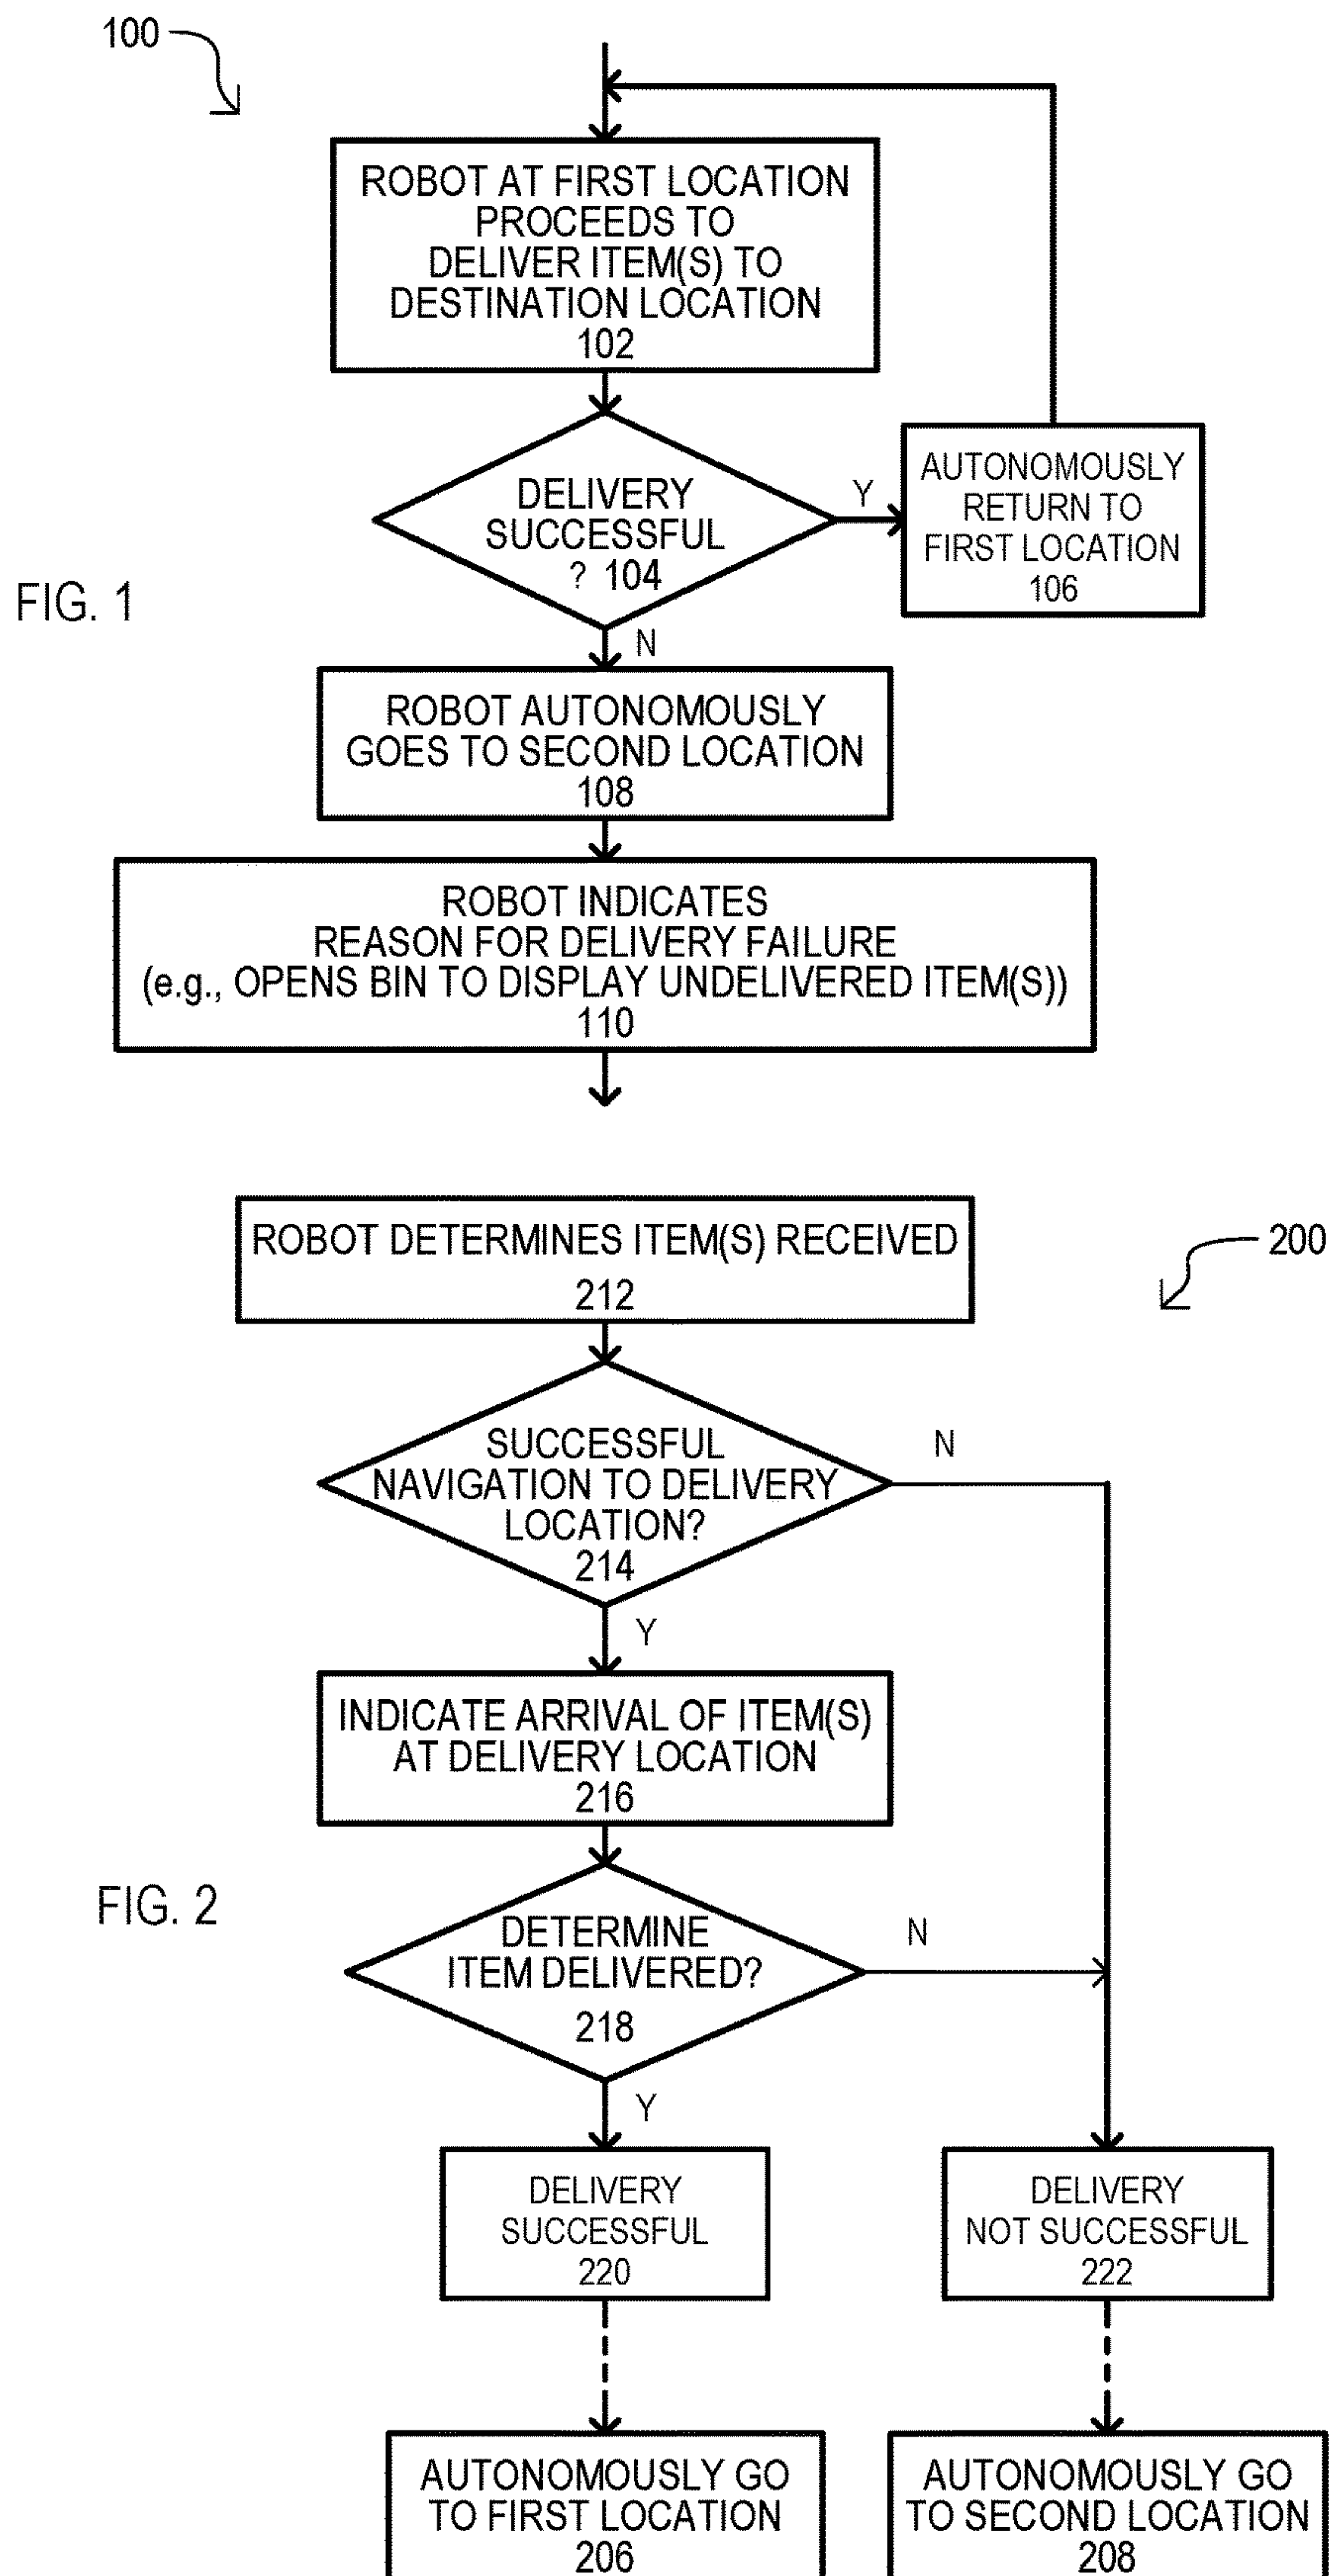 100
ROBOT AT FIRST LOCATION
PROCEEDS TO
DELIVER ITEM(S) TO
DESTINATION LOCATION
102
DELIVERY
SUCCESSFUL
? 104
Y
AUTONOMOUSLY
RETURN TO
FIRST LOCATION
106
FIG. 1
N
ROBOT AUTONOMOUSLY
GOES TO SECOND LOCATION
108
ROBOT INDICATES
REASON FOR DELIVERY FAILURE
(e.g., OPENS BIN TO DISPLAY UNDELIVERED ITEM(S))
110
ROBOT DETERMINES ITEM(S) RECEIVED
212
200
SUCCESSFUL
NAVIGATION TO DELIVERY
LOCATION?
214
N
Y
INDICATE ARRIVAL OF ITEM(S)
AT DELIVERY LOCATION
216
FIG. 2
DETERMINE
ITEM DELIVERED?
218
N
Y
DELIVERY
SUCCESSFUL
220
DELIVERY
NOT SUCCESSFUL
222
AUTONOMOUSLY GO
TO FIRST LOCATION
206
AUTONOMOUSLY GO
TO SECOND LOCATION
208